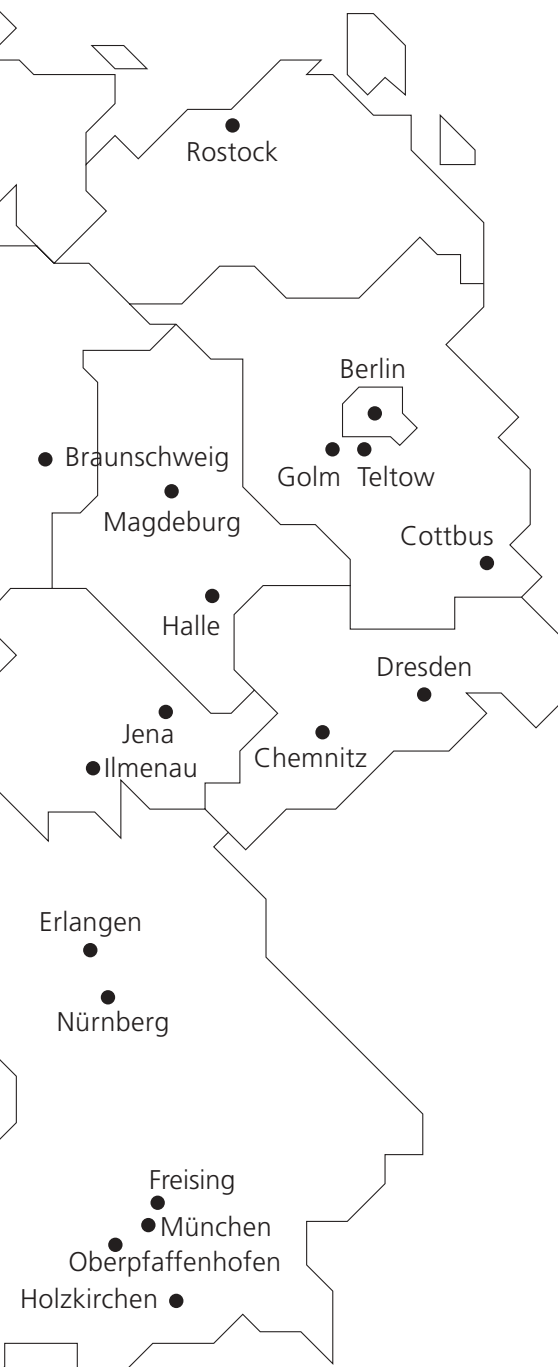 Rostock
Berlin
Braunschweig
Golm
Teltow
Magdeburg
Cottbus
Halle
Dresden
Jena
Chemnitz
Ilmenau
Erlangen
Nürnberg
Freising
München
Oberpfaffenhofen
Holzkirchen